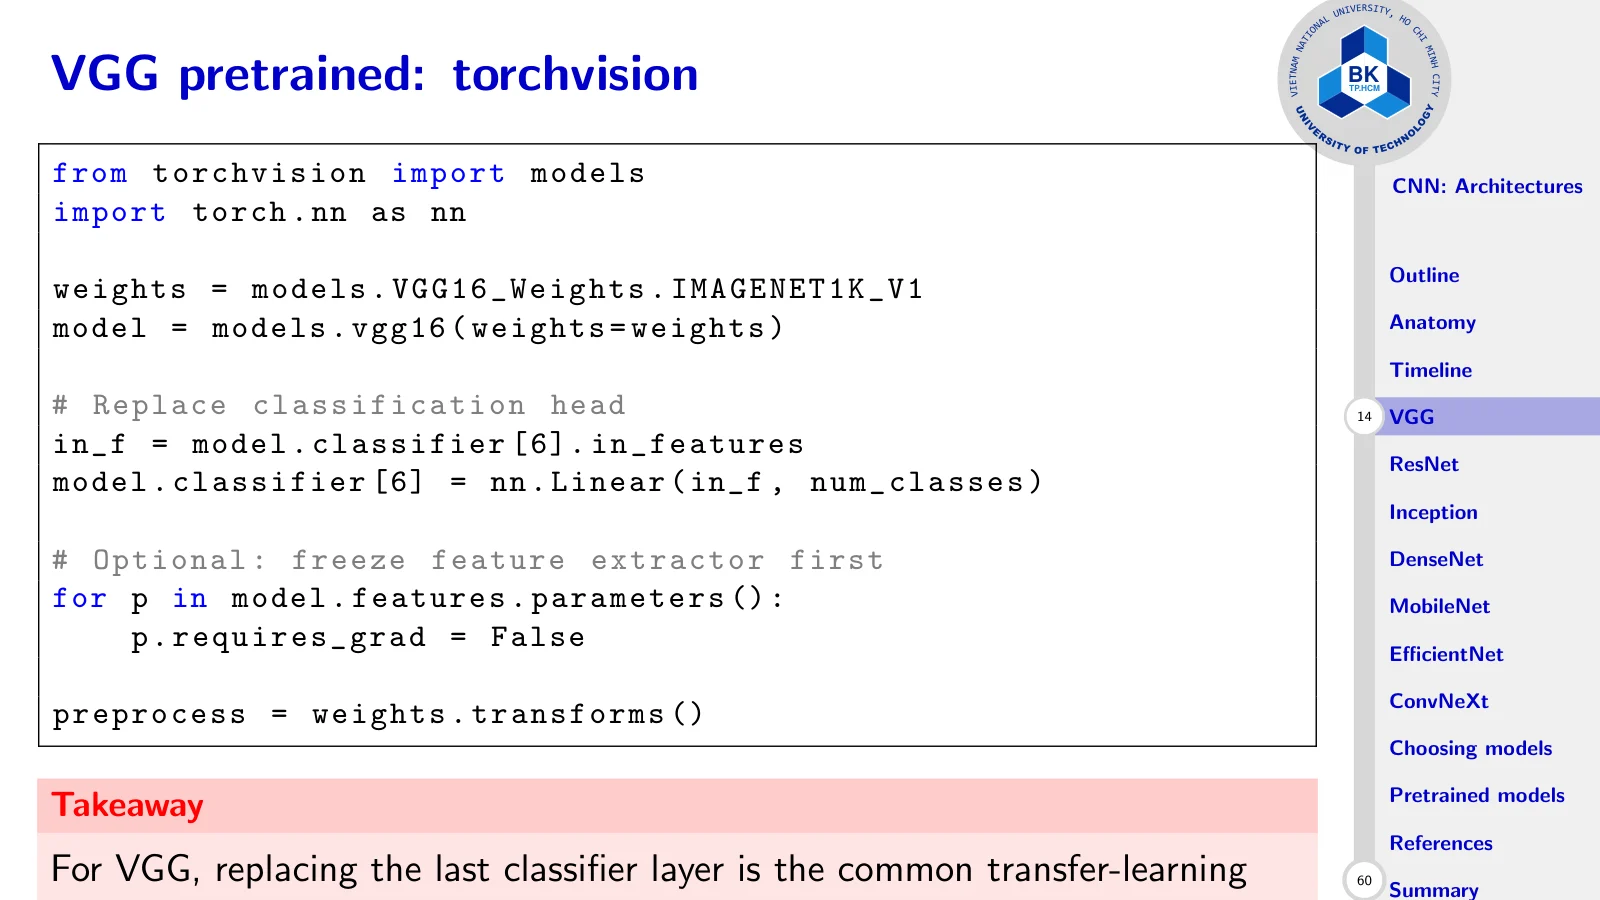 VGG pretrained: torchvision
from torchvision import models
import torch.nn as nn
weights = models.VGG16_Weights.IMAGENET1K_V1
model = models.vgg16(weights=weights)
# Replace classification head
in_f = model.classifier[6].in_features
model.classifier[6] = nn.Linear(in_f, num_classes)
# Optional: freeze feature extractor first
for p in model.features.parameters():
    p.requires_grad = False
preprocess = weights.transforms()
Takeaway
For VGG, replacing the last classifier layer is the common transfer-learning
VIETNAM NATIONAL UNIVERSITY, HO CHI MINH CITY
BK
TP.HCM
UNIVERSITY OF TECHNOLOGY
CNN: Architectures
Outline
Anatomy
Timeline
14 VGG
ResNet
Inception
DenseNet
MobileNet
EfficientNet
ConvNeXt
Choosing models
Pretrained models
References
60
Summary